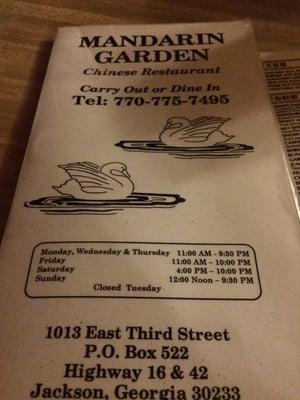 MANDARIN
GARDEN
Chinese Restaurant
Carry Out or Dine In
Tel: 770-775-7495
Monday, Wednesday & Thursday 11:00 AM - 9:30 PM
Friday 11:00 AM – 10:00 PM
Saturday 4:00 PM – 10:00 PM
Sunday 12:00 Noon – 9:30 PM
Closed Tuesday
1013 East Third Street
P.O. Box 522
Highway 16 & 42
Jackson, Georgia 30233